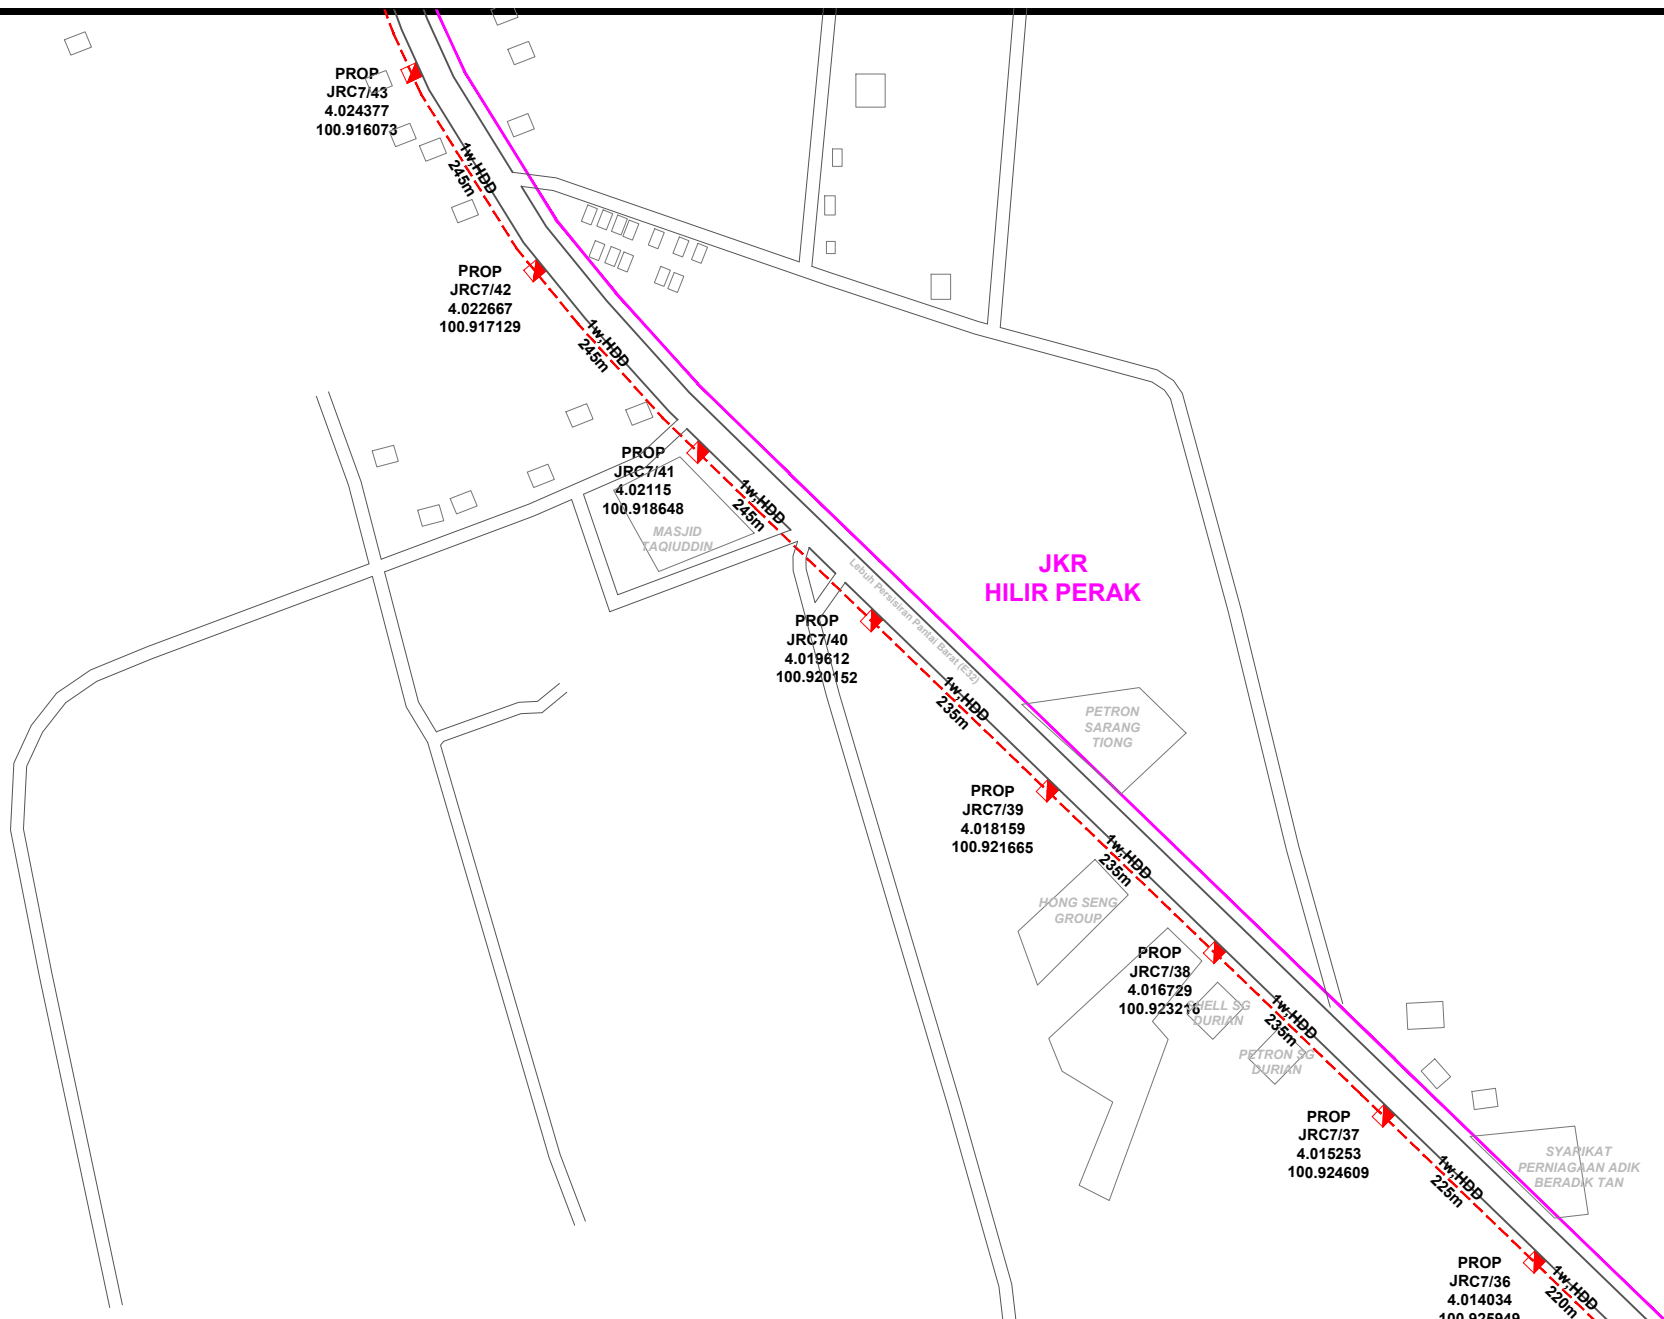 PROP
JRC7/43
4.024377
100.916073
1w,HDD
245m
PROP
JRC7/42
4.022667
100.917129
1w,HDD
245m
PROP
JRC7/41
4.02115
100.918648
MASJID
TAQIUDDIN
1w,HDD
245m
JKR
HILIR PERAK
Lebuh Persisiran Pantai Barat (E32)
PROP
JRC7/40
4.019612
100.920152
1w,HDD
235m
PETRON
SARANG
TIONG
PROP
JRC7/39
4.018159
100.921665
1w,HDD
235m
HONG SENG
GROUP
PROP
JRC7/38
4.016729
100.923216
SHELL SG
DURIAN
1w,HDD
235m
PETRON SG
DURIAN
PROP
JRC7/37
4.015253
100.924609
1w,HDD
225m
SYARIKAT
PERNIAGAAN ADIK
BERADIK TAN
PROP
JRC7/36
4.014034
100.925949
1w,HDD
220m